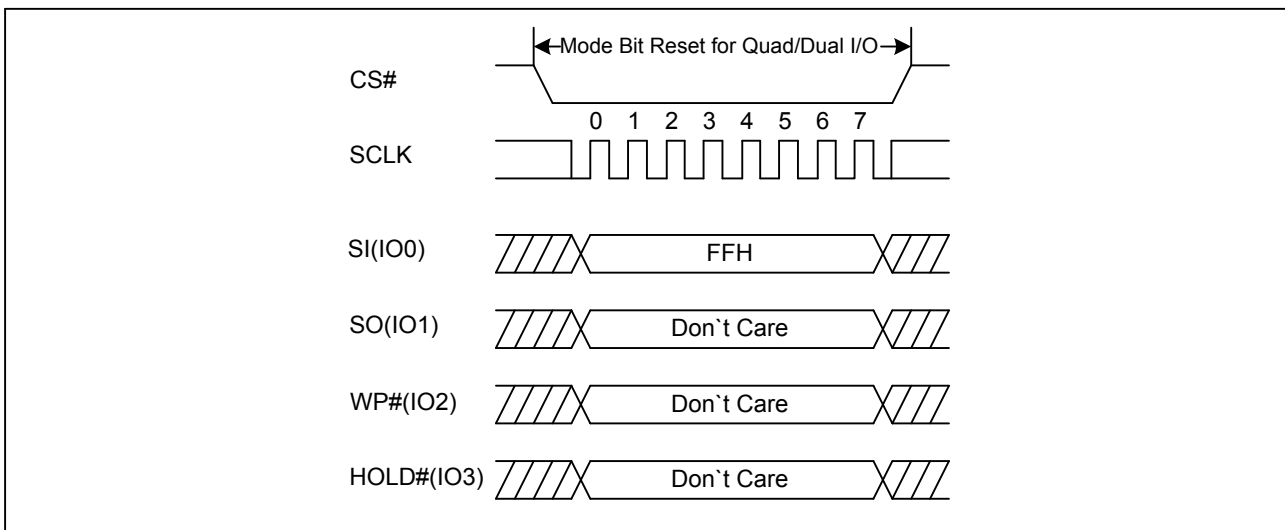 Mode Bit Reset for Quad/Dual I/O
CS#
0 1 2 3 4 5 6 7
SCLK
SI(IO0) FFH
SO(IO1) Don`t Care
WP#(IO2) Don`t Care
HOLD#(IO3) Don`t Care